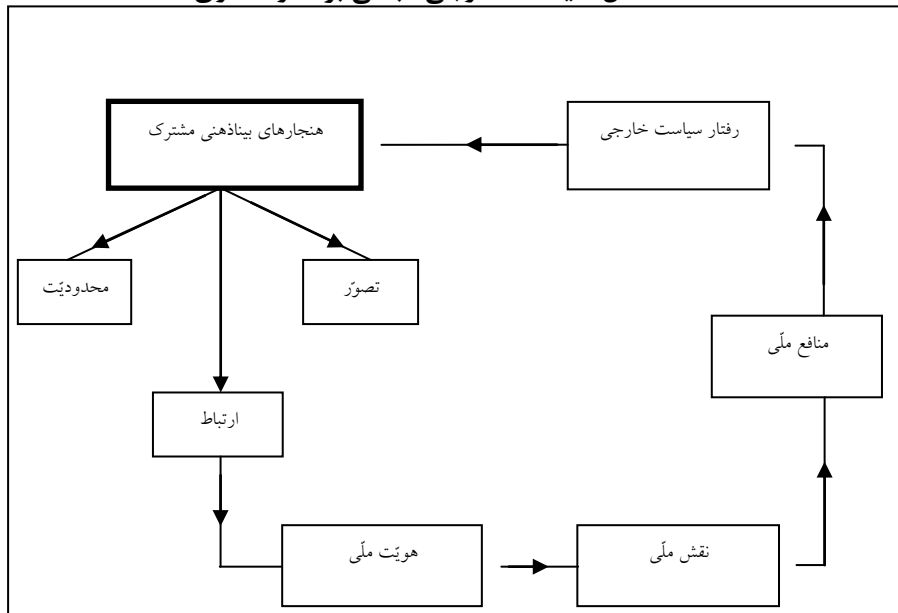 رفتار سیاست خارجی
هنجارهای بیناذهنی مشترک
تصوّر
محدودیّت
منافع ملّی
ارتباط
نقش ملّی
هویّت ملّی